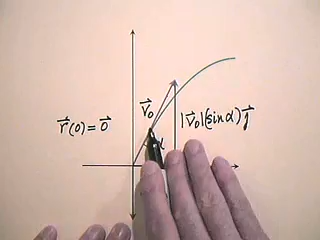 v⃗₀
r⃗(0) = 0⃗
|v⃗₀|(sin α) j⃗
α